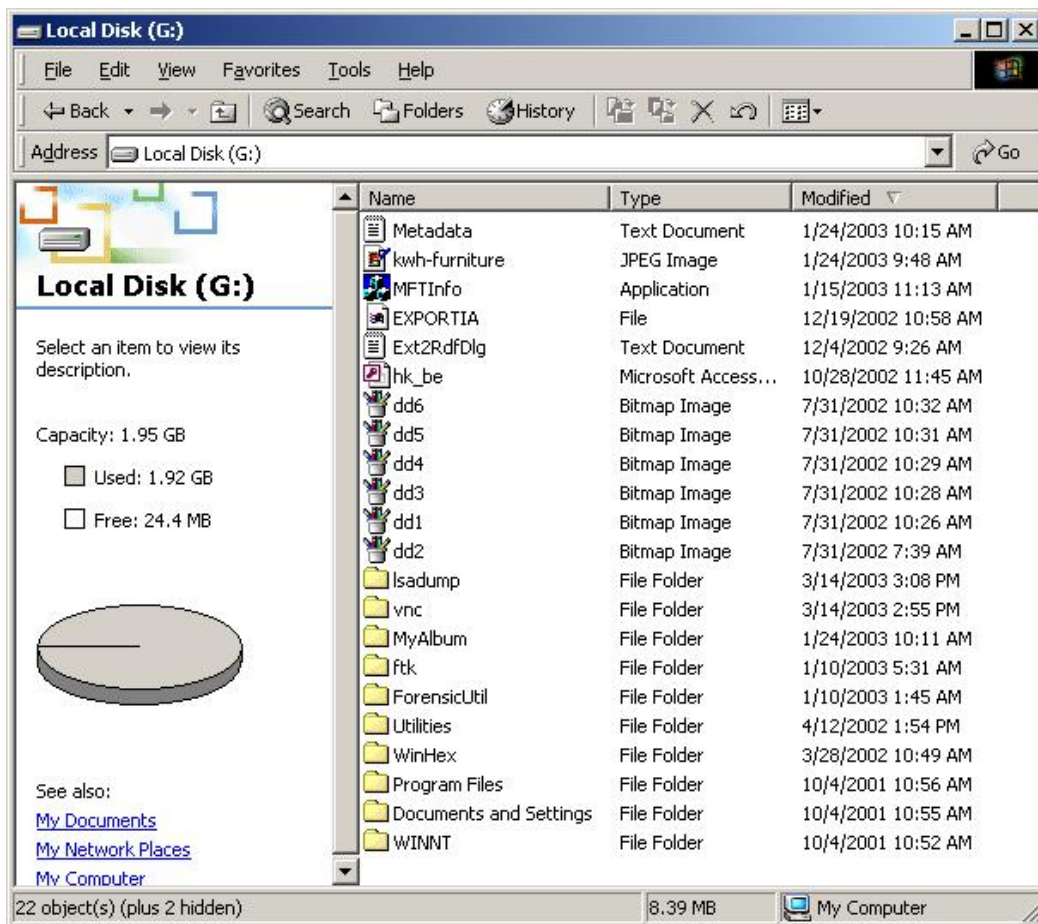 Local Disk (G:)
File Edit View Favorites Tools Help
Back Search Folders History
Address Local Disk (G:) Go
Local Disk (G:)
Select an item to view its
description.
Capacity: 1.95 GB
Used: 1.92 GB
Free: 24.4 MB
See also:
My Documents
My Network Places
My Computer
Name Type Modified
Metadata Text Document 1/24/2003 10:15 AM
kwh-furniture JPEG Image 1/24/2003 9:48 AM
MFTInfo Application 1/15/2003 11:13 AM
EXPORTIA File 12/19/2002 10:58 AM
Ext2RdfDlg Text Document 12/4/2002 9:26 AM
hk_be Microsoft Access... 10/28/2002 11:45 AM
dd6 Bitmap Image 7/31/2002 10:32 AM
dd5 Bitmap Image 7/31/2002 10:31 AM
dd4 Bitmap Image 7/31/2002 10:29 AM
dd3 Bitmap Image 7/31/2002 10:28 AM
dd1 Bitmap Image 7/31/2002 10:26 AM
dd2 Bitmap Image 7/31/2002 7:39 AM
lsadump File Folder 3/14/2003 3:08 PM
vnc File Folder 3/14/2003 2:55 PM
MyAlbum File Folder 1/24/2003 10:11 AM
ftk File Folder 1/10/2003 5:31 AM
ForensicUtil File Folder 1/10/2003 1:45 AM
Utilities File Folder 4/12/2002 1:54 PM
WinHex File Folder 3/28/2002 10:49 AM
Program Files File Folder 10/4/2001 10:56 AM
Documents and Settings File Folder 10/4/2001 10:55 AM
WINNT File Folder 10/4/2001 10:52 AM
22 object(s) (plus 2 hidden) 8.39 MB My Computer